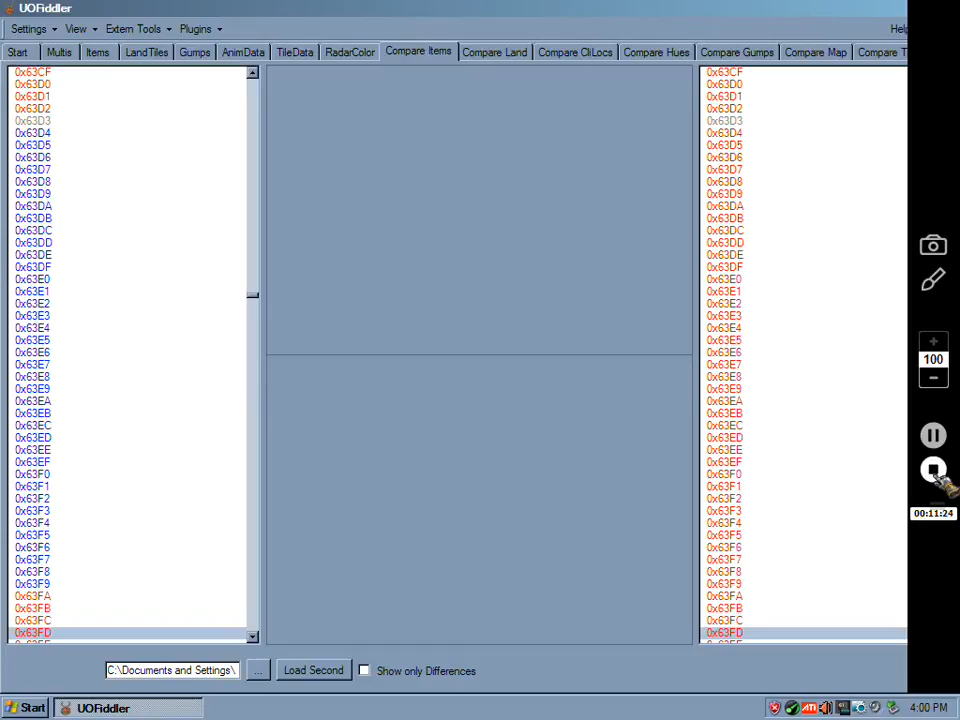 UOFiddler
Settings View Extern Tools Plugins Help
Start Multis Items LandTiles Gumps AnimData TileData RadarColor Compare Items Compare Land Compare CliLocs Compare Hues Compare Gumps Compare Map Compare T
0x63CF 0x63CF
0x63D0 0x63D0
0x63D1 0x63D1
0x63D2 0x63D2
0x63D3 0x63D3
0x63D4 0x63D4
0x63D5 0x63D5
0x63D6 0x63D6
0x63D7 0x63D7
0x63D8 0x63D8
0x63D9 0x63D9
0x63DA 0x63DA
0x63DB 0x63DB
0x63DC 0x63DC
0x63DD 0x63DD
0x63DE 0x63DE
0x63DF 0x63DF
0x63E0 0x63E0
0x63E1 0x63E1
0x63E2 0x63E2
0x63E3 0x63E3
0x63E4 0x63E4
0x63E5 0x63E5
0x63E6 0x63E6
0x63E7 0x63E7
0x63E8 0x63E8
0x63E9 0x63E9
0x63EA 0x63EA
0x63EB 0x63EB
0x63EC 0x63EC
0x63ED 0x63ED
0x63EE 0x63EE
0x63EF 0x63EF
0x63F0 0x63F0
0x63F1 0x63F1
0x63F2 0x63F2
0x63F3 0x63F3
0x63F4 0x63F4
0x63F5 0x63F5
0x63F6 0x63F6
0x63F7 0x63F7
0x63F8 0x63F8
0x63F9 0x63F9
0x63FA 0x63FA
0x63FB 0x63FB
0x63FC 0x63FC
0x63FD 0x63FD
100
00:11:24
C:\Documents and Settings\ ... Load Second Show only Differences
Start UOFiddler ATI 4:00 PM